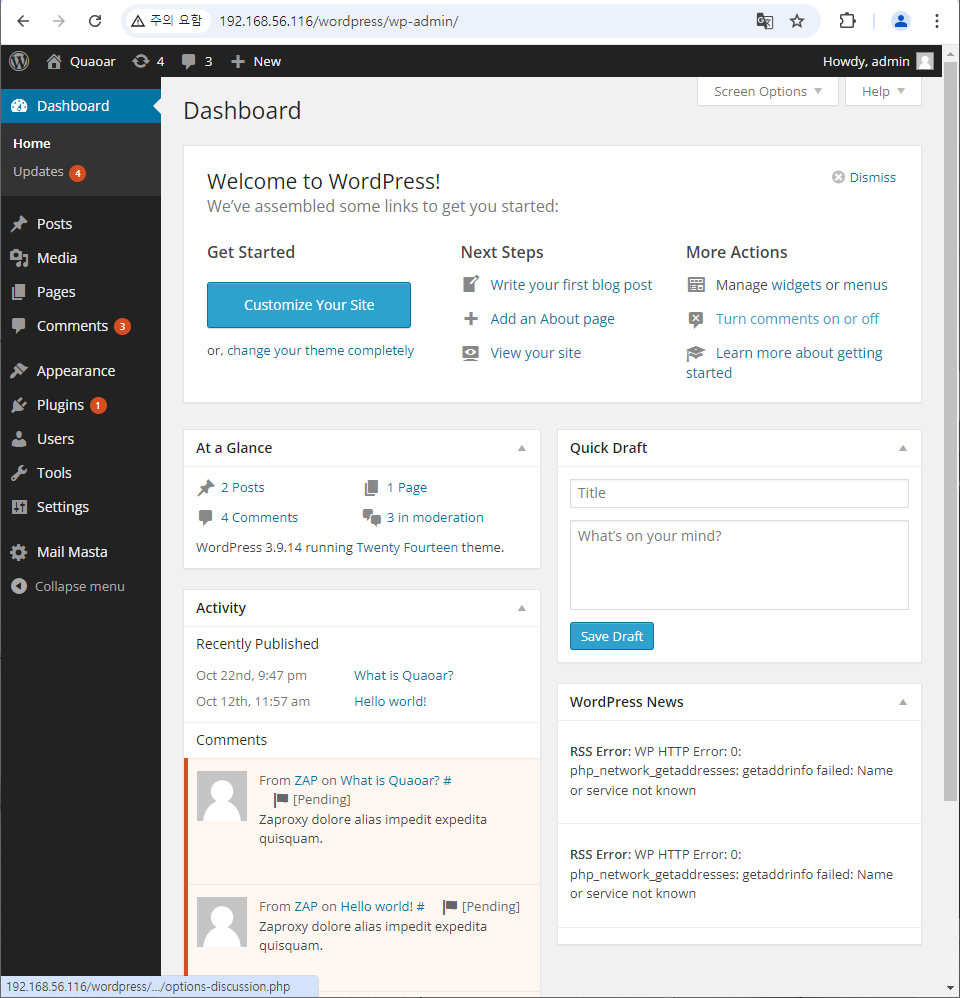 주의 요함 192.168.56.116/wordpress/wp-admin/
Quaoar 4 3 New Howdy, admin
Screen Options Help
Dashboard
Home
Updates 4
Posts
Media
Pages
Comments 3
Appearance
Plugins 1
Users
Tools
Settings
Mail Masta
Collapse menu
Dashboard
Welcome to WordPress! Dismiss
We've assembled some links to get you started:
Get Started
Customize Your Site
or, change your theme completely
Next Steps
Write your first blog post
Add an About page
View your site
More Actions
Manage widgets or menus
Turn comments on or off
Learn more about getting
started
At a Glance
2 Posts 1 Page
4 Comments 3 in moderation
WordPress 3.9.14 running Twenty Fourteen theme.
Activity
Recently Published
Oct 22nd, 9:47 pm What is Quaoar?
Oct 12th, 11:57 am Hello world!
Comments
From ZAP on What is Quaoar? #
[Pending]
Zaproxy dolore alias impedit expedita
quisquam.
From ZAP on Hello world! # [Pending]
Zaproxy dolore alias impedit expedita
quisquam.
Quick Draft
Title
What's on your mind?
Save Draft
WordPress News
RSS Error: WP HTTP Error: 0:
php_network_getaddresses: getaddrinfo failed: Name
or service not known
RSS Error: WP HTTP Error: 0:
php_network_getaddresses: getaddrinfo failed: Name
or service not known
192.168.56.116/wordpress/.../options-discussion.php